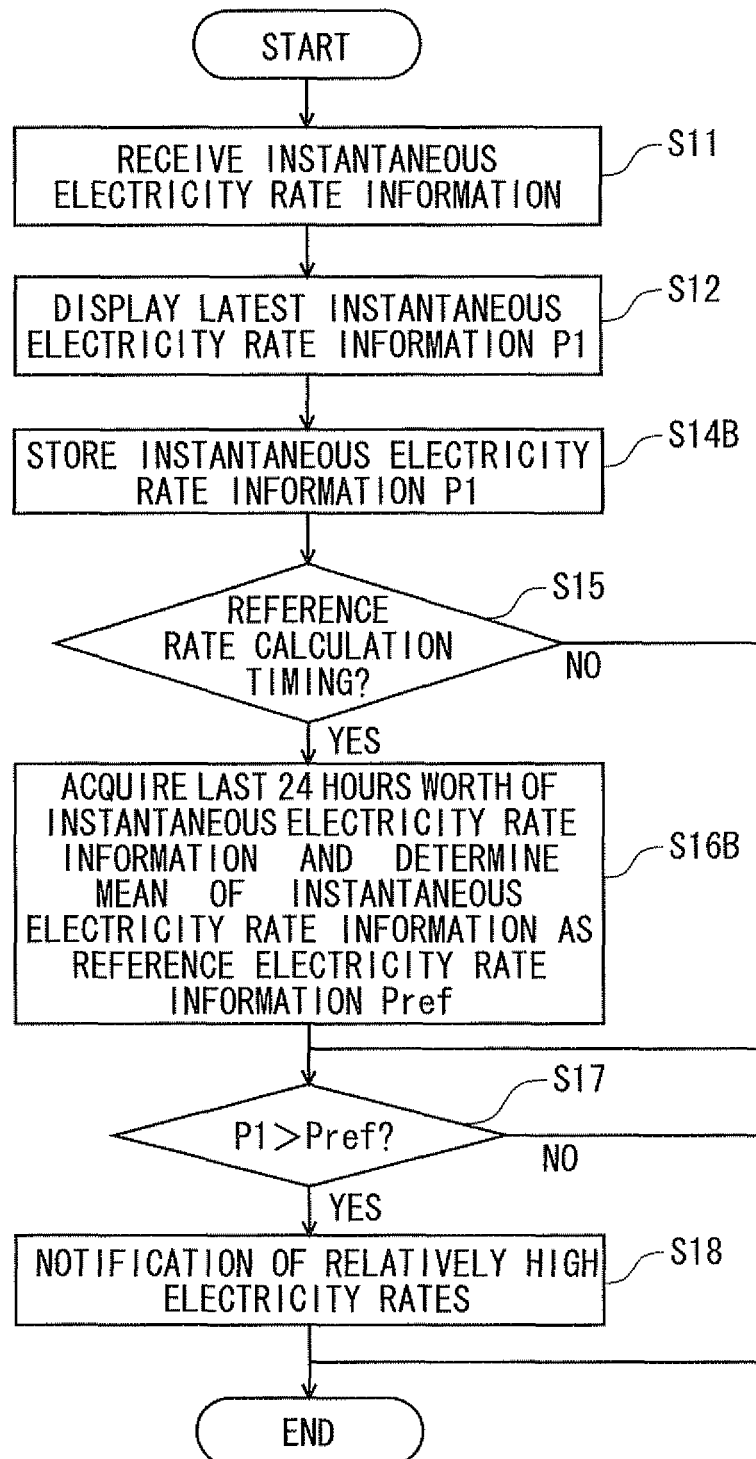 START
RECEIVE INSTANTANEOUS
ELECTRICITY RATE INFORMATION
S11
DISPLAY LATEST INSTANTANEOUS
ELECTRICITY RATE INFORMATION P1
S12
STORE INSTANTANEOUS ELECTRICITY
RATE INFORMATION P1
S14B
REFERENCE
RATE CALCULATION
TIMING?
S15
NO
YES
ACQUIRE LAST 24 HOURS WORTH OF
INSTANTANEOUS ELECTRICITY RATE
INFORMATION AND DETERMINE
MEAN OF INSTANTANEOUS
ELECTRICITY RATE INFORMATION AS
REFERENCE ELECTRICITY RATE
INFORMATION Pref
S16B
P1>Pref?
S17
NO
YES
NOTIFICATION OF RELATIVELY HIGH
ELECTRICITY RATES
S18
END